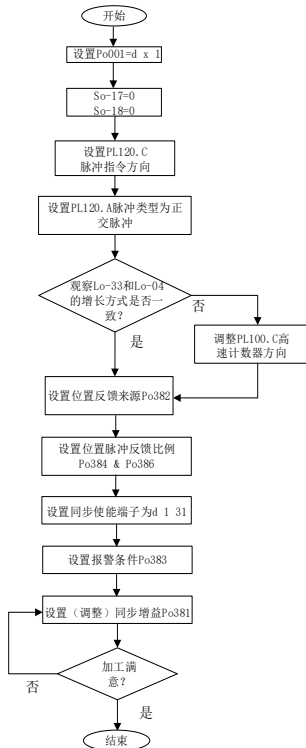 开始
设置Po001=d x 1
So-17=0
So-18=0
设置PL120.C
脉冲指令方向
设置PL120.A脉冲类型为正
交脉冲
观察Lo-33和Lo-04
的增长方式是否一
致?
否
是
调整PL100.C高
速计数器方向
设置位置反馈来源Po382
设置位置脉冲反馈比例
Po384 & Po386
设置同步使能端子为d 1 31
设置报警条件Po383
设置（调整）同步增益Po381
加工满
意?
否
是
结束